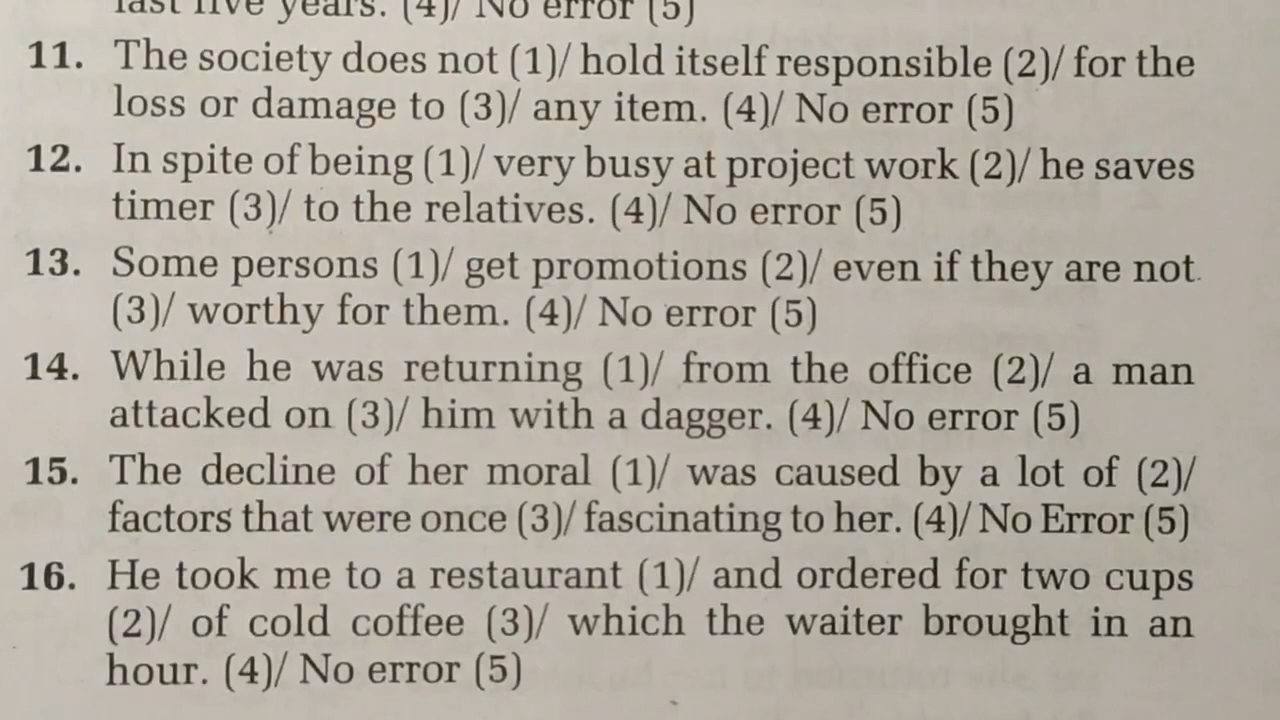 last five years. (4)/ No error (5)
11. The society does not (1)/ hold itself responsible (2)/ for the
loss or damage to (3)/ any item. (4)/ No error (5)
12. In spite of being (1)/ very busy at project work (2)/ he saves
timer (3)/ to the relatives. (4)/ No error (5)
13. Some persons (1)/ get promotions (2)/ even if they are not
(3)/ worthy for them. (4)/ No error (5)
14. While he was returning (1)/ from the office (2)/ a man
attacked on (3)/ him with a dagger. (4)/ No error (5)
15. The decline of her moral (1)/ was caused by a lot of (2)/
factors that were once (3)/ fascinating to her. (4)/ No Error (5)
16. He took me to a restaurant (1)/ and ordered for two cups
(2)/ of cold coffee (3)/ which the waiter brought in an
hour. (4)/ No error (5)